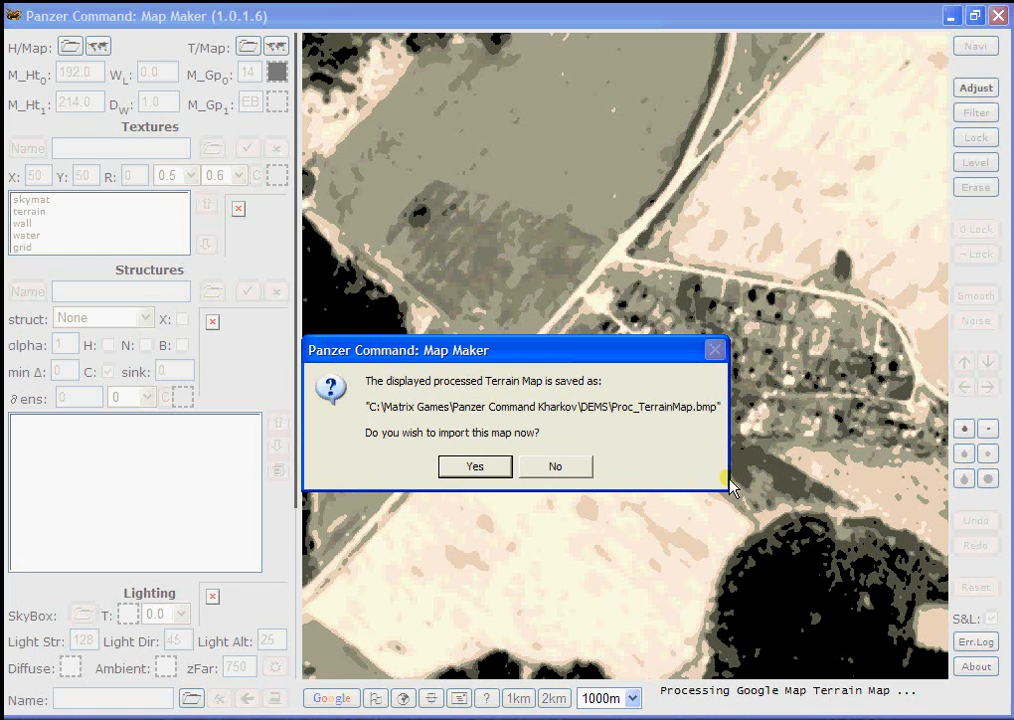 Panzer Command: Map Maker (1.0.1.6)
H/Map: T/Map: Navi
M_Ht0: 192.0 WL: 0.0 M_Gp0: 14
M_Ht1: 214.0 DW: 1.0 M_Gp1: EB
Adjust
Filter
Lock
Level
Erase
0 Lock
¬ Lock
Smooth
Noise
Undo
Redo
Reset
S&L:
Err.Log
About
Textures
Name
X: 50 Y: 50 R: 0 0.5 0.6 C
skymat
terrain
wall
water
grid
Structures
Name
struct: None X:
alpha: 1 H: N: B:
min Δ: 0 C: sink: 0
∂ ens: 0 0 C
Panzer Command: Map Maker
The displayed processed Terrain Map is saved as:
"C:\Matrix Games\Panzer Command Kharkov\DEMS\Proc_TerrainMap.bmp"
Do you wish to import this map now?
Yes No
Lighting
SkyBox: T: 0.0
Light Str: 128 Light Dir: 45 Light Alt: 25
Diffuse: Ambient: zFar: 750
Name:
Google ? 1km 2km 1000m Processing Google Map Terrain Map ...